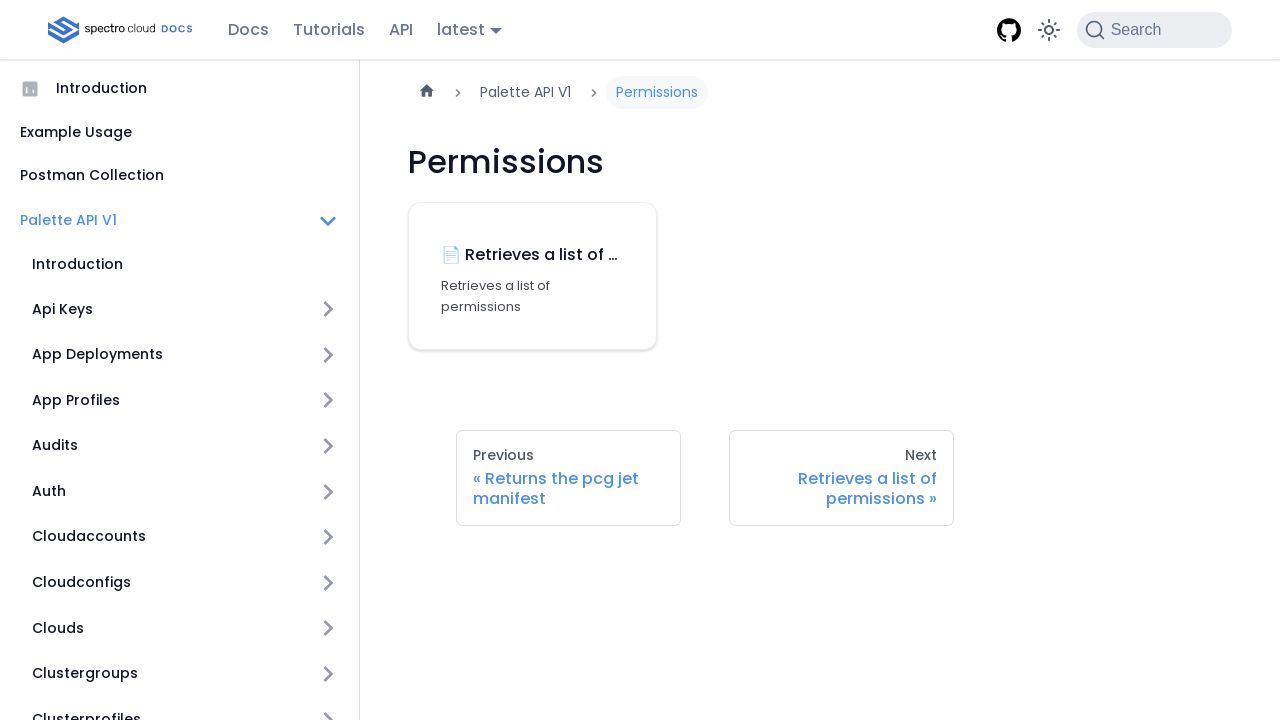 spectro cloud DOCS
Docs
Tutorials
API
latest
Search
Introduction
Example Usage
Postman Collection
Palette API V1
Introduction
Api Keys
App Deployments
App Profiles
Audits
Auth
Cloudaccounts
Cloudconfigs
Clouds
Clustergroups
Clusterprofiles
Palette API V1
Permissions
Permissions
📄 Retrieves a list of ...
Retrieves a list of
permissions
Previous
« Returns the pcg jet
manifest
Next
Retrieves a list of
permissions »